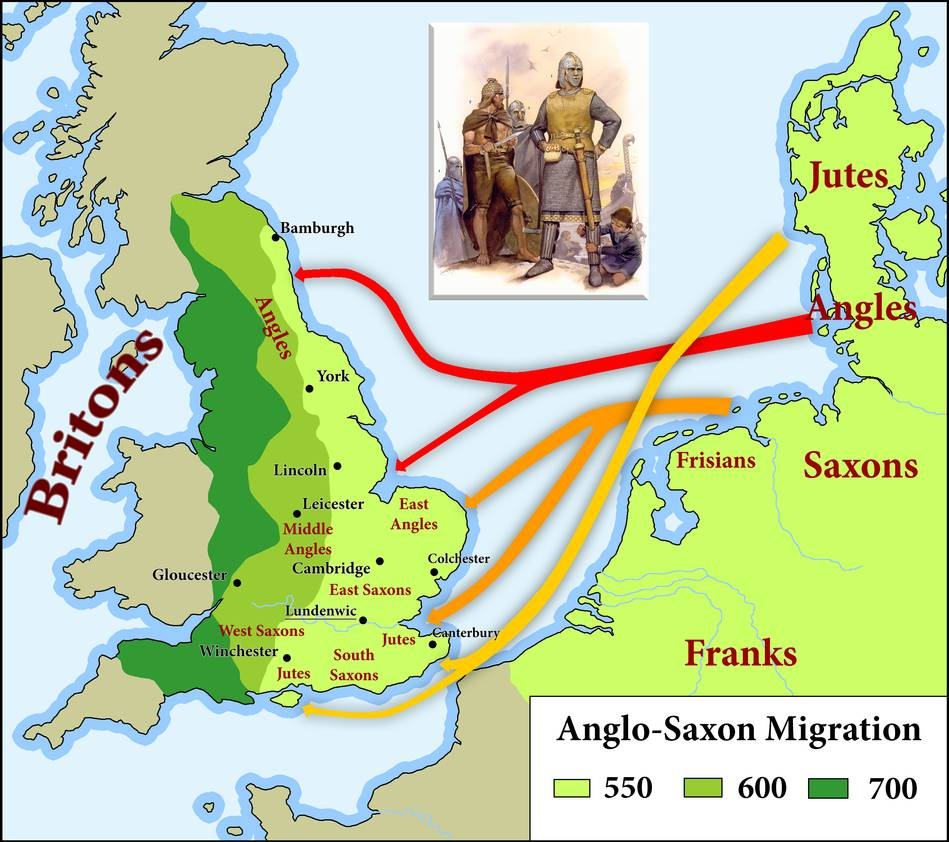 Jutes
Bamburgh
Angles
Angles
Britons
York
Lincoln
Frisians
Saxons
Leicester
East
Angles
Middle
Angles
Cambridge
Colchester
Gloucester
East Saxons
Lundenwic
West Saxons
Jutes
Canterbury
Winchester
South
Saxons
Jutes
Franks
Anglo-Saxon Migration
550 600 700